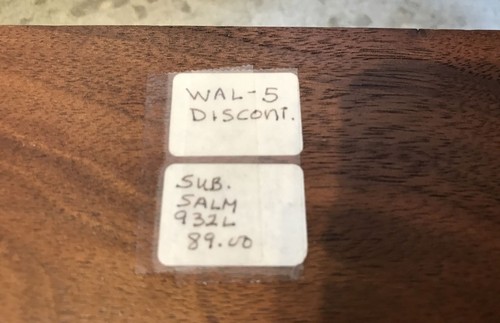 WAL-5
DISCONT.
SUB.
SALM
932L
89.00